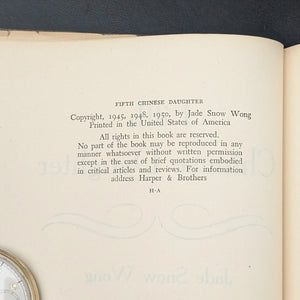 FIFTH CHINESE DAUGHTER
Copyright, 1945, 1948, 1950, by Jade Snow Wong
Printed in the United States of America
All rights in this book are reserved.
No part of the book may be reproduced in any
manner whatsoever without written permission
except in the case of brief quotations embodied
in critical articles and reviews. For information
address Harper & Brothers
H-A